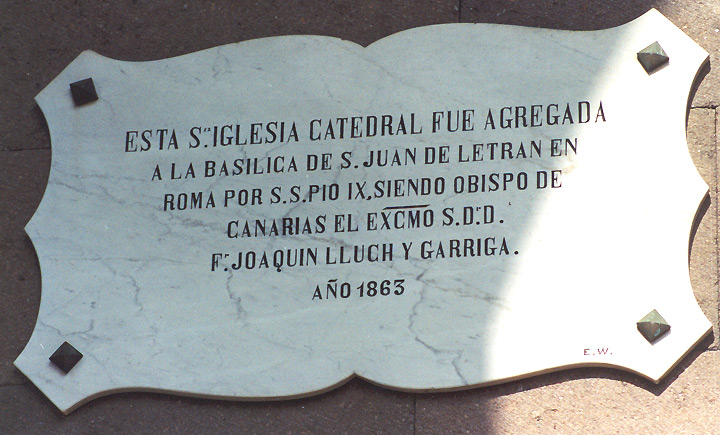 ESTA S.ᵗᵃ IGLESIA CATEDRAL FUE AGREGADA
A LA BASILICA DE S. JUAN DE LETRAN EN
ROMA POR S.S. PIO IX, SIENDO OBISPO DE
CANARIAS EL EXCMO S.D.ʳ D.
F.ʳ JOAQUIN LLUCH Y GARRIGA.
AÑO 1863
E.W.